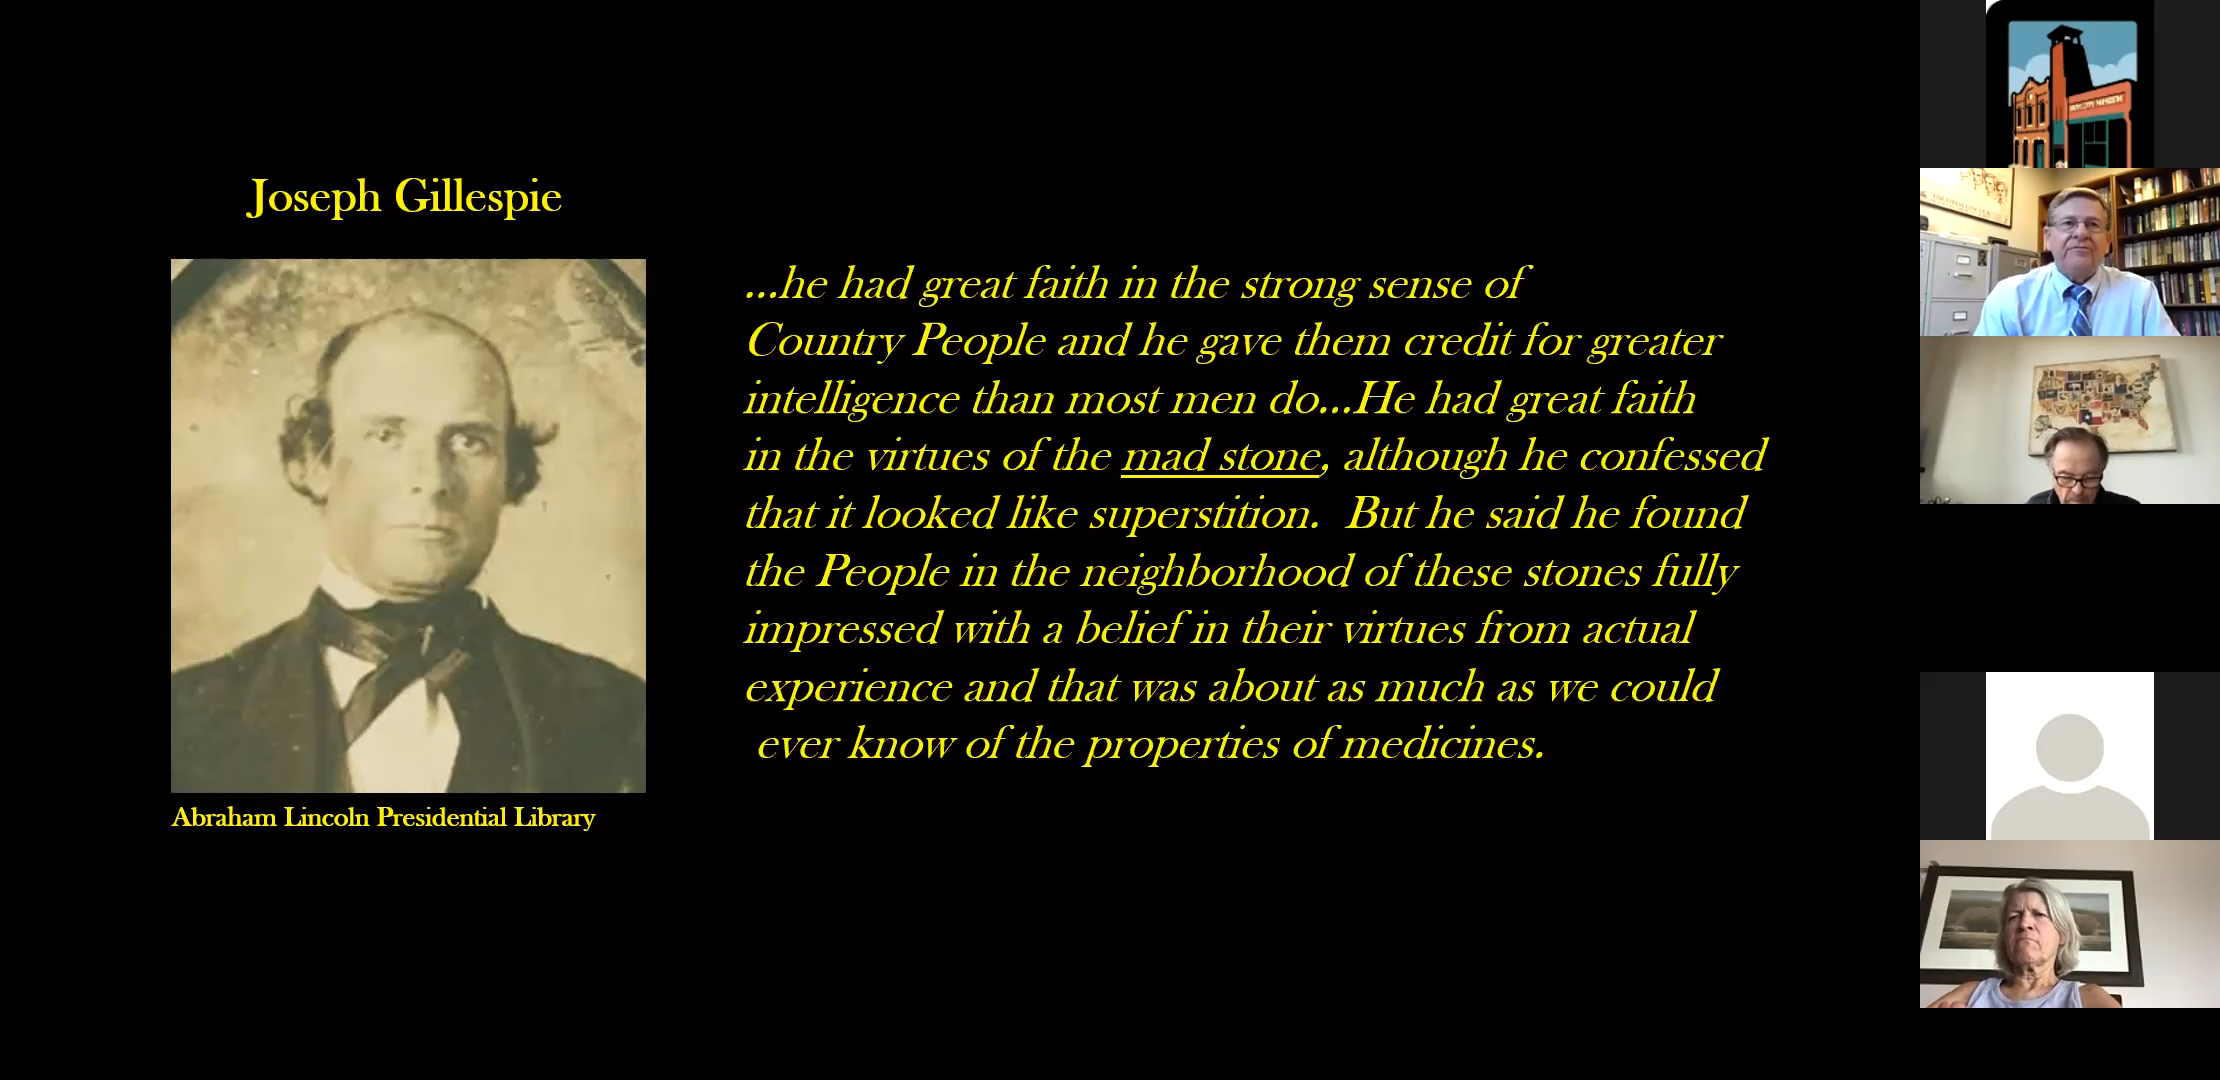 Joseph Gillespie
...he had great faith in the strong sense of
Country People and he gave them credit for greater
intelligence than most men do...He had great faith
in the virtues of the mad stone, although he confessed
that it looked like superstition. But he said he found
the People in the neighborhood of these stones fully
impressed with a belief in their virtues from actual
experience and that was about as much as we could
ever know of the properties of medicines.
Abraham Lincoln Presidential Library